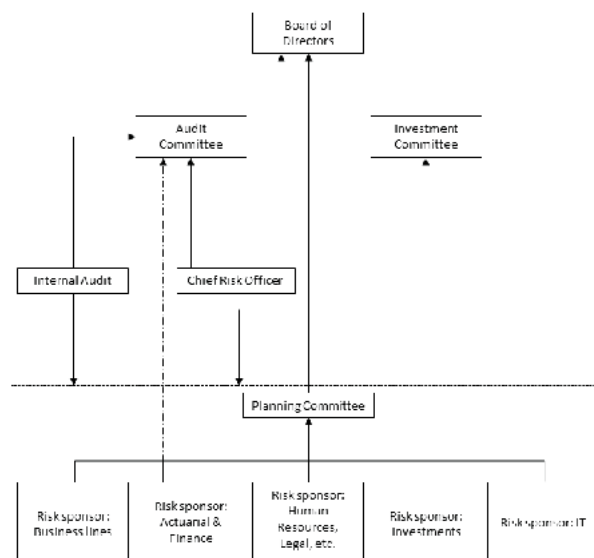 Board of
Directors
Audit
Committee
Investment
Committee
Internal Audit
Chief Risk Officer
Planning Committee
Risk sponsor:
Business lines
Risk sponsor:
Actuarial &
Finance
Risk sponsor:
Human
Resources,
Legal, etc.
Risk sponsor:
Investments
Risk sponsor: IT